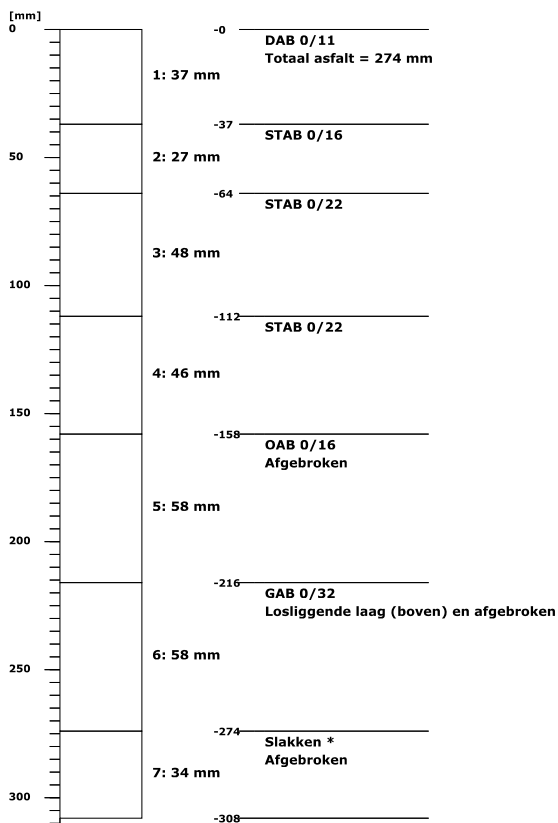 [mm]
0
-0
DAB 0/11
Totaal asfalt = 274 mm
1: 37 mm
-37
STAB 0/16
50
2: 27 mm
-64
STAB 0/22
3: 48 mm
100
-112
STAB 0/22
4: 46 mm
150
-158
OAB 0/16
Afgebroken
5: 58 mm
200
-216
GAB 0/32
Losliggende laag (boven) en afgebroken
6: 58 mm
250
-274
Slakken *
Afgebroken
7: 34 mm
300
-308